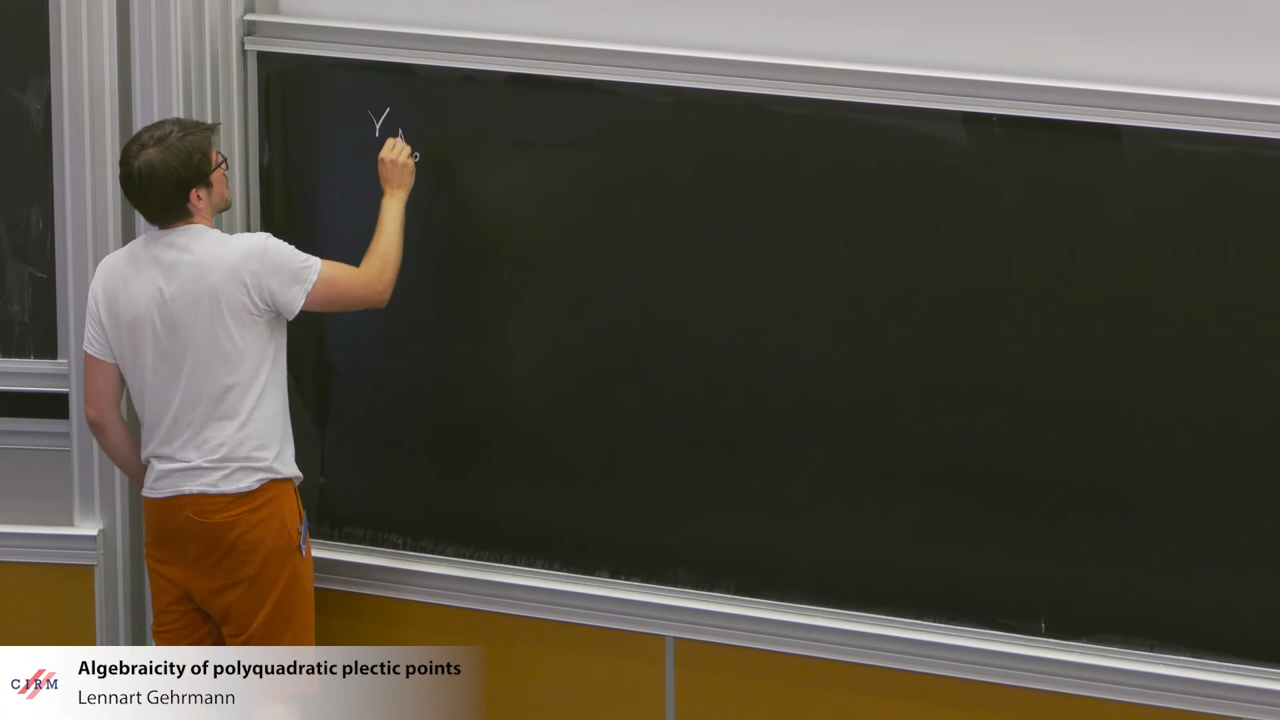 Y
CIRM
Algebraicity of polyquadratic plectic points
Lennart Gehrmann